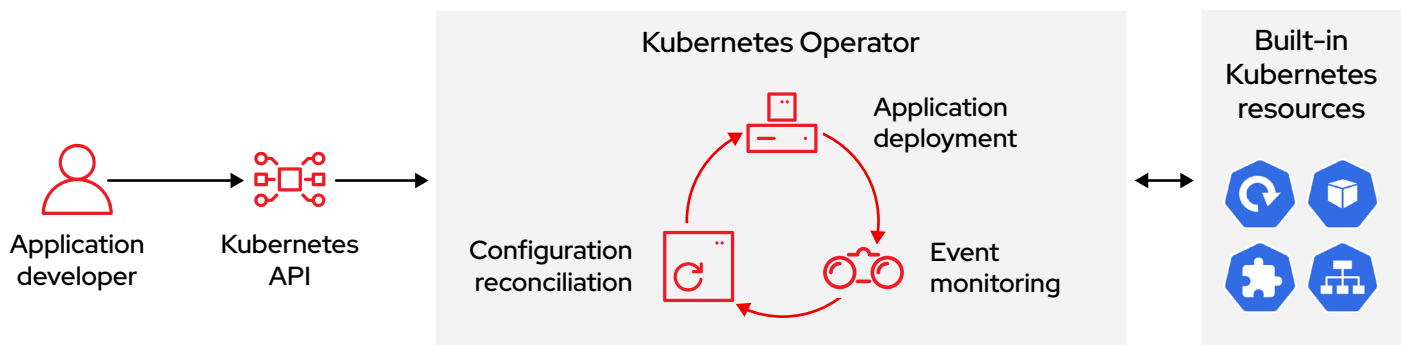 Kubernetes Operator
Built-in
Kubernetes
resources
Application
deployment
Application
developer
Kubernetes
API
Configuration
reconciliation
Event
monitoring